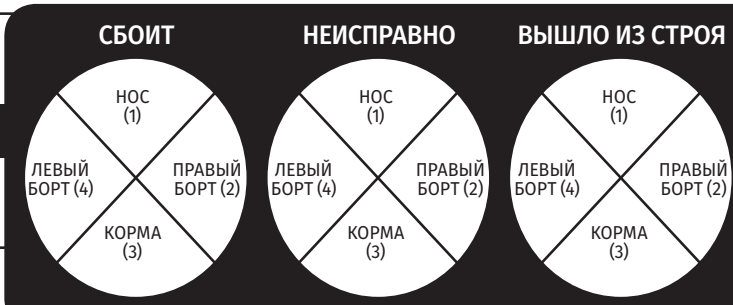 СБОИТ
НОС
(1)
ЛЕВЫЙ
БОРТ (4)
ПРАВЫЙ
БОРТ (2)
КОРМА
(3)
НЕИСПРАВНО
НОС
(1)
ЛЕВЫЙ
БОРТ (4)
ПРАВЫЙ
БОРТ (2)
КОРМА
(3)
ВЫШЛО ИЗ СТРОЯ
НОС
(1)
ЛЕВЫЙ
БОРТ (4)
ПРАВЫЙ
БОРТ (2)
КОРМА
(3)